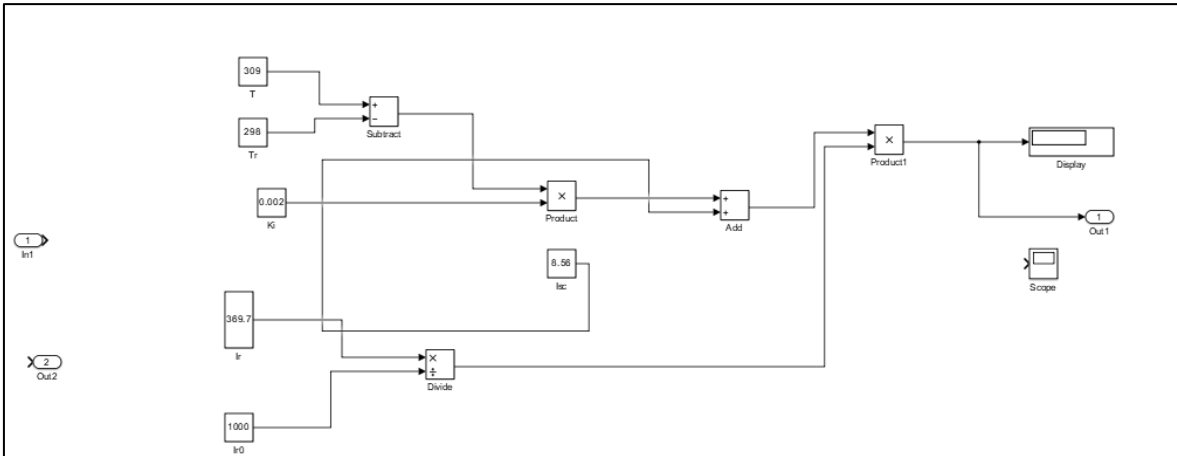 309
T
+
−
Subtract
298
Tr
×
Product1
Display
0.002
Ki
×
Product
+
+
Add
1
Out1
1
In1
8.56
Isc
Scope
369.7
Ir
×
÷
Divide
2
Out2
1000
Ir0